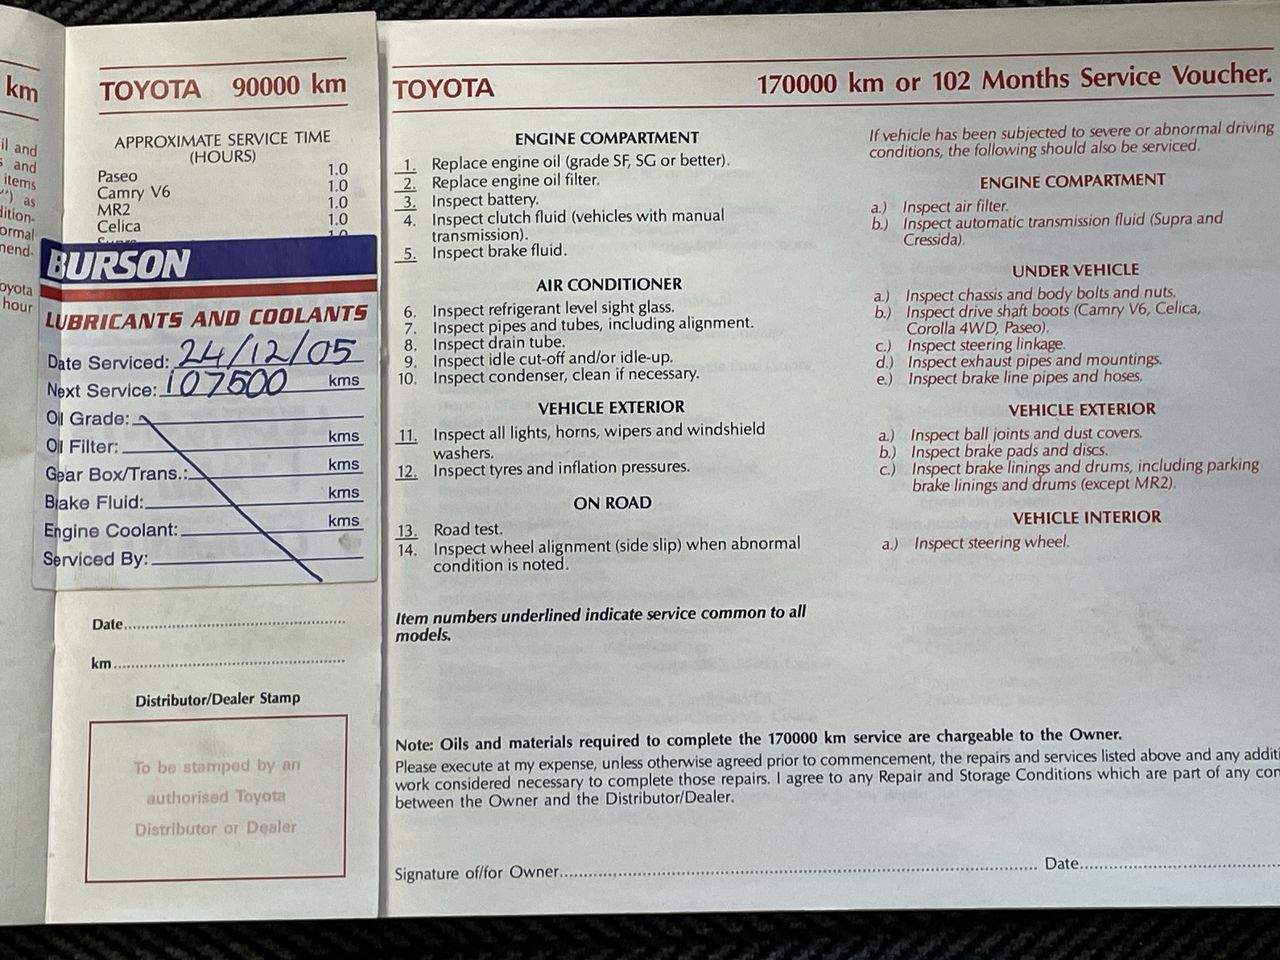 km
il and
s and
items
") as
dition-
ormal
mend-
oyota
hour
TOYOTA 90000 km
APPROXIMATE SERVICE TIME
(HOURS)
Paseo 1.0
Camry V6 1.0
MR2 1.0
Celica 1.0
BURSON
LUBRICANTS AND COOLANTS
Date Serviced: 24/12/05
Next Service: 107500 kms
Oil Grade:
Oil Filter: kms
Gear Box/Trans.: kms
Brake Fluid: kms
Engine Coolant: kms
Serviced By:
Date
km
Distributor/Dealer Stamp
To be stamped by an
authorised Toyota
Distributor or Dealer
TOYOTA 170000 km or 102 Months Service Voucher.
ENGINE COMPARTMENT
1. Replace engine oil (grade SF, SG or better).
2. Replace engine oil filter.
3. Inspect battery.
4. Inspect clutch fluid (vehicles with manual
transmission).
5. Inspect brake fluid.
AIR CONDITIONER
6. Inspect refrigerant level sight glass.
7. Inspect pipes and tubes, including alignment.
8. Inspect drain tube.
9. Inspect idle cut-off and/or idle-up.
10. Inspect condenser, clean if necessary.
VEHICLE EXTERIOR
11. Inspect all lights, horns, wipers and windshield
washers.
12. Inspect tyres and inflation pressures.
ON ROAD
13. Road test.
14. Inspect wheel alignment (side slip) when abnormal
condition is noted.
Item numbers underlined indicate service common to all
models.
If vehicle has been subjected to severe or abnormal driving
conditions, the following should also be serviced.
ENGINE COMPARTMENT
a.) Inspect air filter.
b.) Inspect automatic transmission fluid (Supra and
Cressida).
UNDER VEHICLE
a.) Inspect chassis and body bolts and nuts.
b.) Inspect drive shaft boots (Camry V6, Celica,
Corolla 4WD, Paseo).
c.) Inspect steering linkage.
d.) Inspect exhaust pipes and mountings.
e.) Inspect brake line pipes and hoses.
VEHICLE EXTERIOR
a.) Inspect ball joints and dust covers.
b.) Inspect brake pads and discs.
c.) Inspect brake linings and drums, including parking
brake linings and drums (except MR2).
VEHICLE INTERIOR
a.) Inspect steering wheel.
Note: Oils and materials required to complete the 170000 km service are chargeable to the Owner.
Please execute at my expense, unless otherwise agreed prior to commencement, the repairs and services listed above and any additi
work considered necessary to complete those repairs. I agree to any Repair and Storage Conditions which are part of any con
between the Owner and the Distributor/Dealer.
Signature of/for Owner Date